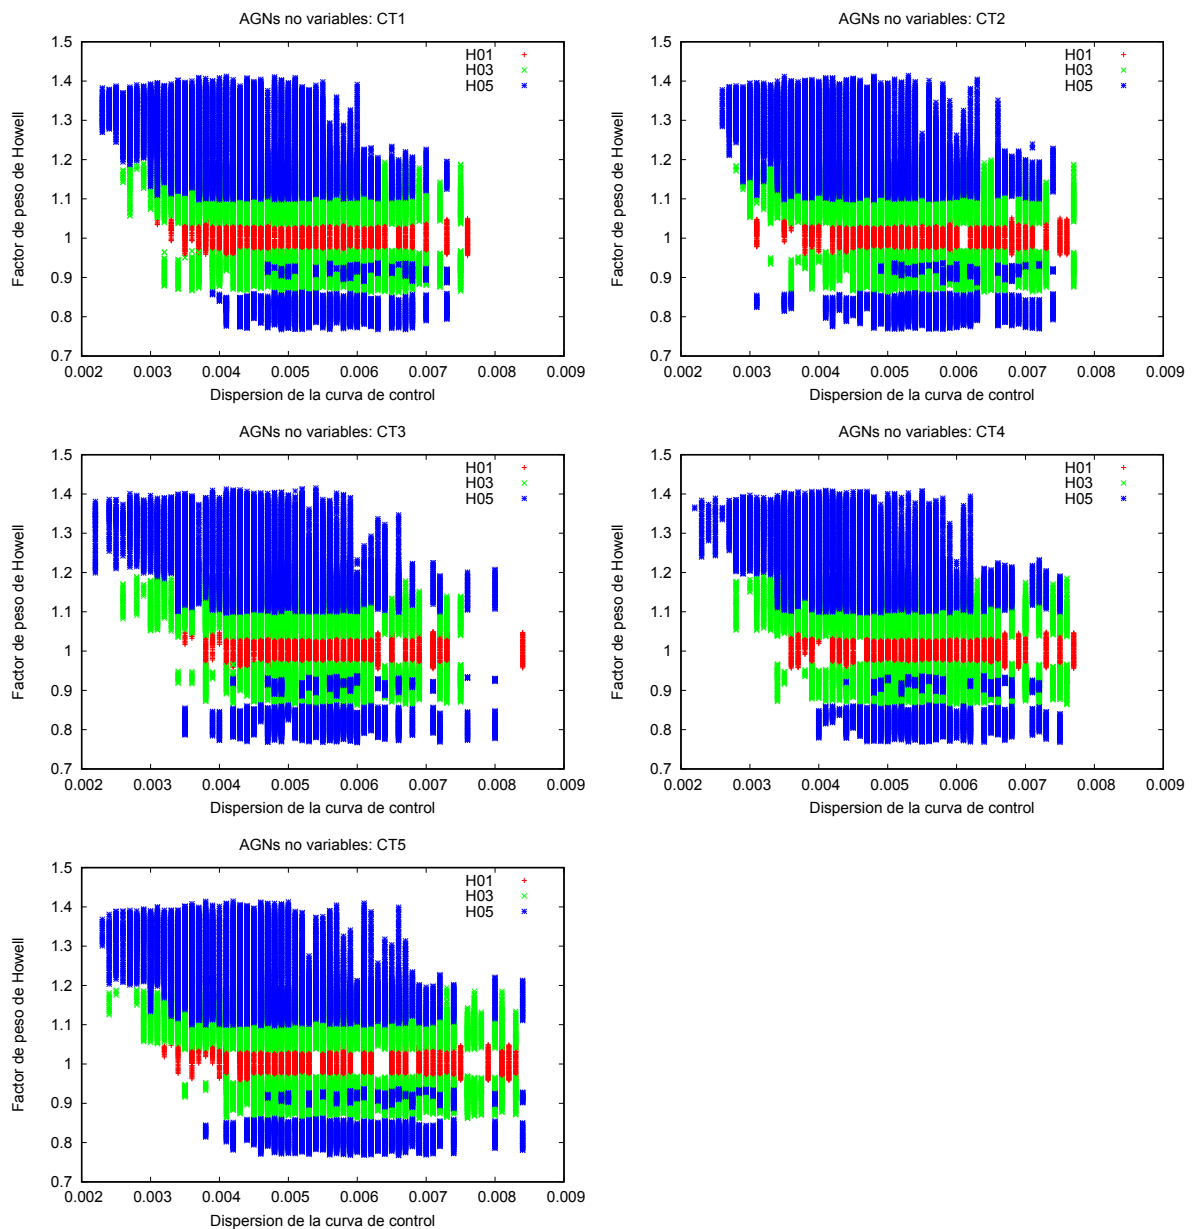 AGNs no variables: CT1
Factor de peso de Howell
1.5
1.4
1.3
1.2
1.1
1
0.9
0.8
0.7
H01
H03
H05
0.002 0.003 0.004 0.005 0.006 0.007 0.008 0.009
Dispersion de la curva de control
AGNs no variables: CT2
Factor de peso de Howell
1.5
1.4
1.3
1.2
1.1
1
0.9
0.8
0.7
H01
H03
H05
0.002 0.003 0.004 0.005 0.006 0.007 0.008 0.009
Dispersion de la curva de control
AGNs no variables: CT3
Factor de peso de Howell
1.5
1.4
1.3
1.2
1.1
1
0.9
0.8
0.7
H01
H03
H05
0.002 0.003 0.004 0.005 0.006 0.007 0.008 0.009
Dispersion de la curva de control
AGNs no variables: CT4
Factor de peso de Howell
1.5
1.4
1.3
1.2
1.1
1
0.9
0.8
0.7
H01
H03
H05
0.002 0.003 0.004 0.005 0.006 0.007 0.008 0.009
Dispersion de la curva de control
AGNs no variables: CT5
Factor de peso de Howell
1.5
1.4
1.3
1.2
1.1
1
0.9
0.8
0.7
H01
H03
H05
0.002 0.003 0.004 0.005 0.006 0.007 0.008 0.009
Dispersion de la curva de control